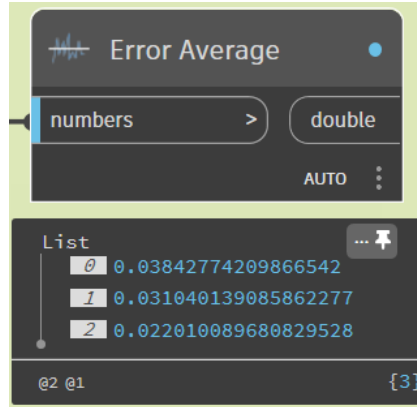 Error Average
numbers > double
AUTO
List ...
0 0.03842774209866542
1 0.031040139085862277
2 0.022010089680829528
@2 @1 {3}